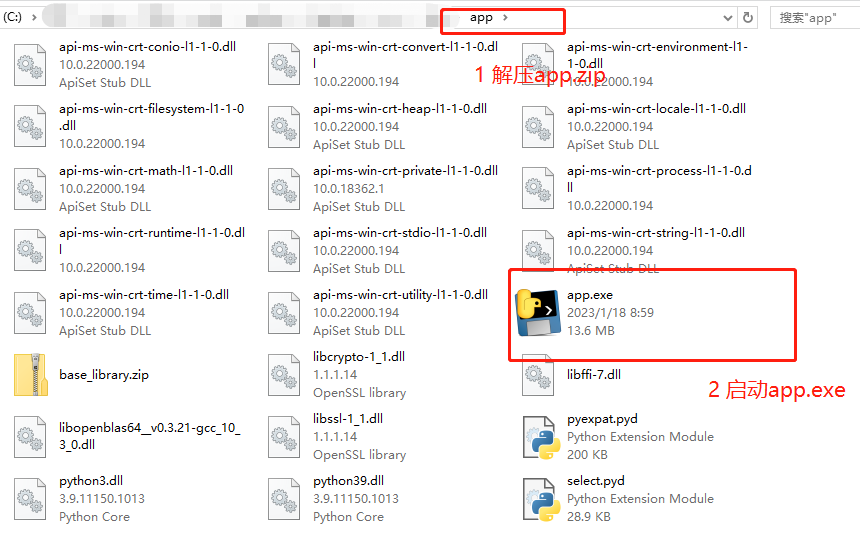 (C:)
app
搜索"app"
api-ms-win-crt-conio-l1-1-0.dll
10.0.22000.194
ApiSet Stub DLL
api-ms-win-crt-convert-l1-1-0.dl
l
10.0.22000.194
api-ms-win-crt-environment-l1-
1-0.dll
10.0.22000.194
1 解压app.zip
api-ms-win-crt-filesystem-l1-1-0
.dll
10.0.22000.194
api-ms-win-crt-heap-l1-1-0.dll
10.0.22000.194
ApiSet Stub DLL
api-ms-win-crt-locale-l1-1-0.dll
10.0.22000.194
ApiSet Stub DLL
api-ms-win-crt-math-l1-1-0.dll
10.0.22000.194
ApiSet Stub DLL
api-ms-win-crt-private-l1-1-0.dll
10.0.18362.1
ApiSet Stub DLL
api-ms-win-crt-process-l1-1-0.d
ll
10.0.22000.194
api-ms-win-crt-runtime-l1-1-0.dl
l
10.0.22000.194
api-ms-win-crt-stdio-l1-1-0.dll
10.0.22000.194
ApiSet Stub DLL
api-ms-win-crt-string-l1-1-0.dll
10.0.22000.194
ApiSet Stub DLL
api-ms-win-crt-time-l1-1-0.dll
10.0.22000.194
ApiSet Stub DLL
api-ms-win-crt-utility-l1-1-0.dll
10.0.22000.194
ApiSet Stub DLL
app.exe
2023/1/18 8:59
13.6 MB
base_library.zip
libcrypto-1_1.dll
1.1.1.14
OpenSSL library
libffi-7.dll
2 启动app.exe
libopenblas64__v0.3.21-gcc_10_
3_0.dll
libssl-1_1.dll
1.1.1.14
OpenSSL library
pyexpat.pyd
Python Extension Module
200 KB
python3.dll
3.9.11150.1013
Python Core
python39.dll
3.9.11150.1013
Python Core
select.pyd
Python Extension Module
28.9 KB